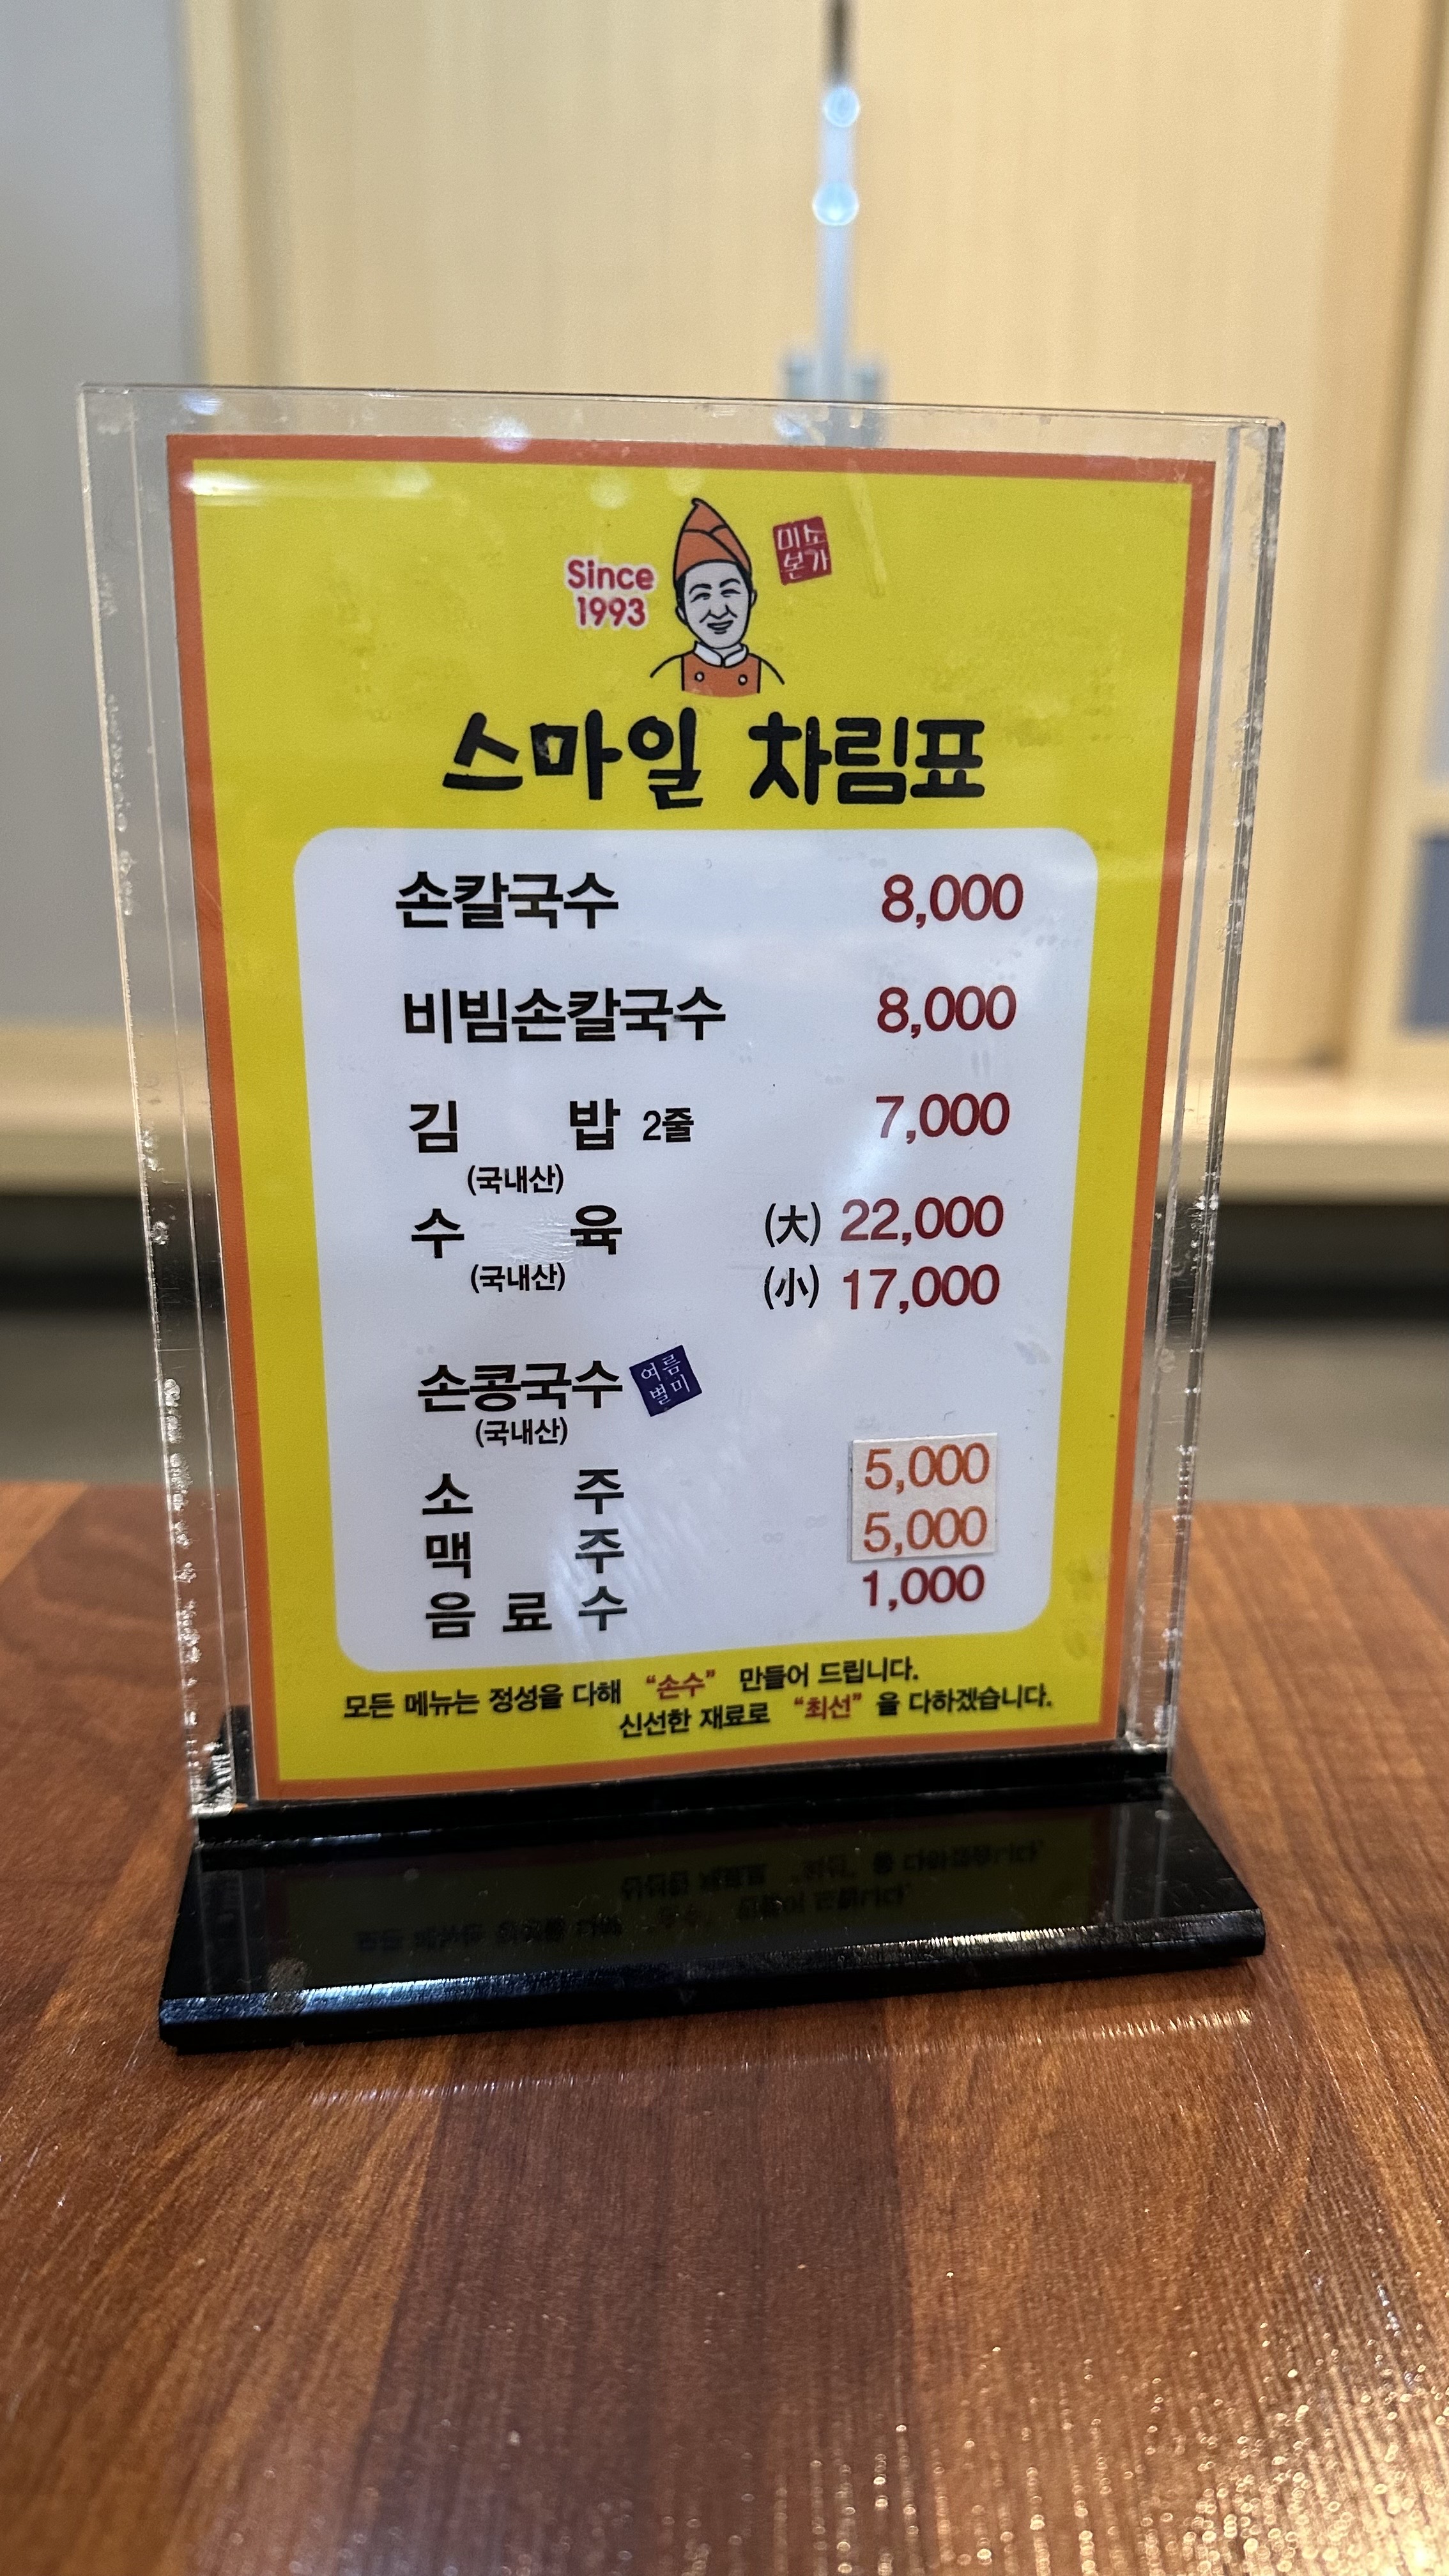 Since
1993
미소
본가
스마일 차림표
손칼국수 8,000
비빔손칼국수 8,000
김 밥 2줄 7,000
(국내산)
수 육 (大) 22,000
(국내산) (小) 17,000
손콩국수 여름
별미
(국내산)
소 주 5,000
맥 주 5,000
음 료 수 1,000
모든 메뉴는 정성을 다해 “손수” 만들어 드립니다.
신선한 재료로 “최선” 을 다하겠습니다.